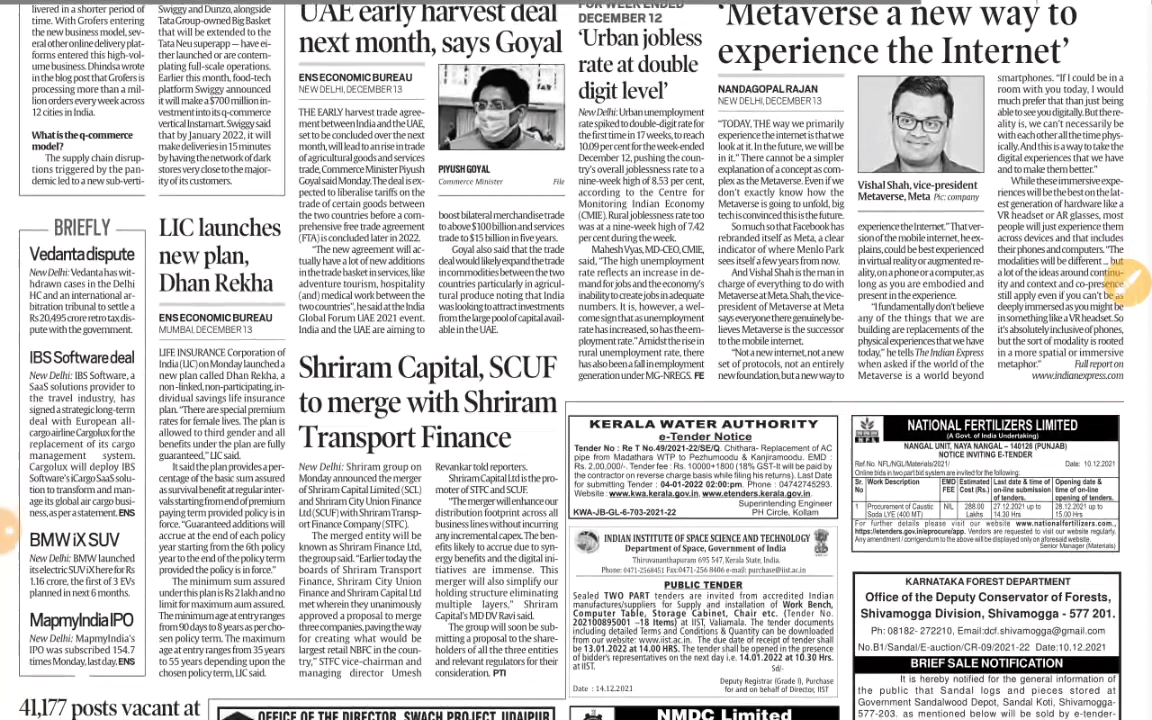 livered in a shorter period of
time. With Grofers entering
the new business model, sev-
eral other online delivery plat-
forms entered this high-vol-
ume business. Dhindsa wrote
in the blog post that Grofers is
processing more than a mil-
lion orders every week across
12 cities in India.
What is the q-commerce
model?
The supply chain disrup-
tions triggered by the pan-
demic led to a new sub-verti-
Swiggy and Dunzo, alongside
Tata Group-owned Big Basket
that will be extended to the
Tata Neu superapp — have ei-
ther launched or are contem-
plating full-scale operations.
Earlier this month, food-tech
platform Swiggy announced
it will make a $700 million in-
vestment into its q-commerce
vertical Instamart. Swiggy said
that by January 2022, it will
make deliveries in 15 minutes
by having the network of dark
stores very close to the major-
ity of its customers.
BRIEFLY
Vedanta dispute
New Delhi: Vedanta has wit-
hdrawn cases in the Delhi
HC and an international ar-
bitration tribunal to settle a
Rs 20,495 crore retro tax dis-
pute with the government.
IBS Software deal
New Delhi: IBS Software, a
SaaS solutions provider to
the travel industry, has
signed a strategic long-term
deal with European all-
cargo airline Cargolux for the
replacement of its cargo
management system.
Cargolux will deploy IBS
Software's iCargo SaaS solu-
tion to transform and man-
age its global air cargo busi-
ness, as per a statement. ENS
BMW iX SUV
New Delhi: BMW launched
its electric SUV iX here for Rs
1.16 crore, the first of 3 EVs
planned in next 6 months.
MapmyIndia IPO
New Delhi: MapmyIndia's
IPO was subscribed 154.7
times Monday, last day. ENS
41,177 posts vacant at
LIC launches
new plan,
Dhan Rekha
ENS ECONOMIC BUREAU
MUMBAI, DECEMBER 13
LIFE INSURANCE Corporation of
India (LIC) on Monday launched a
new plan called Dhan Rekha, a
non-linked, non-participating, in-
dividual savings life insurance
plan. "There are special premium
rates for female lives. The plan is
allowed to third gender and all
benefits under the plan are fully
guaranteed," LIC said.
It said the plan provides a per-
centage of the basic sum assured
as survival benefit at regular inter-
vals starting from end of premium
paying term provided policy is in
force. "Guaranteed additions will
accrue at the end of each policy
year starting from the 6th policy
year to the end of the policy term
provided the policy is in force."
The minimum sum assured
under this plan is Rs 2 lakh and no
limit for maximum sum assured.
The minimum age at entry ranges
from 90 days to 8 years as per cho-
sen policy term. The maximum
age at entry ranges from 35 years
to 55 years depending upon the
chosen policy term, LIC said.
UAE early harvest deal
next month, says Goyal
ENS ECONOMIC BUREAU
NEW DELHI, DECEMBER 13
THE EARLY harvest trade agree-
ment between India and the UAE,
set to be concluded over the next
month, will lead to an rise in trade
of agricultural goods and services
trade, Commerce Minister Piyush
Goyal said Monday. The deal is ex-
pected to liberalise tariffs on the
trade of certain goods between
the two countries before a com-
prehensive free trade agreement
(FTA) is concluded later in 2022.
"The new agreement will ac-
tually have a lot of new additions
in the trade basket in services, like
adventure tourism, hospitality
(and) medical work between the
two countries", he said at the India
Global Forum UAE 2021 event.
India and the UAE are aiming to
PIYUSH GOYAL
Commerce Minister File
boost bilateral merchandise trade
to above $100 billion and services
trade to $15 billion in five years.
Goyal also said that the trade
deal would likely expand the trade
in commodities between the two
countries particularly in agricul-
tural produce noting that India
was looking to attract investments
from the large pool of capital avail-
able in the UAE.
Shriram Capital, SCUF
to merge with Shriram
Transport Finance
New Delhi: Shriram group on
Monday announced the merger
of Shriram Capital Limited (SCL)
and Shriram City Union Finance
Ltd (SCUF) with Shriram Transp-
ort Finance Company (STFC).
The merged entity will be
known as Shriram Finance Ltd,
the group said. "Earlier today the
boards of Shriram Transport
Finance, Shriram City Union
Finance and Shriram Capital Ltd
met wherein they unanimously
approved a proposal to merge
three companies, paving the way
for creating what would be
largest retail NBFC in the coun-
try," STFC vice-chairman and
managing director Umesh
Revankar told reporters.
Shriram Capital Ltd is the pro-
moter of STFC and SCUF.
"The merger will enhance our
distribution footprint across all
business lines without incurring
any incremental capex. The ben-
efits likely to accrue due to syn-
ergy benefits and the digital ini-
tiatives are immense. This
merger will also simplify our
holding structure eliminating
multiple layers," Shriram
Capital's MD DV Ravi said.
The group will soon be sub-
mitting a proposal to the share-
holders of all the three entities
and relevant regulators for their
consideration. PTI
OFFICE OF THE DIRECTOR, SWACH PROJECT, UDAIPUR
FOR WEEK ENDED
DECEMBER 12
'Urban jobless
rate at double
digit level'
New Delhi: Urban unemployment
rate spiked to double-digit rate for
the first time in 17 weeks, to reach
10.09 per cent for the week-ended
December 12, pushing the coun-
try's overall joblessness rate to a
nine-week high of 8.53 per cent,
according to the Centre for
Monitoring Indian Economy
(CMIE). Rural joblessness rate too
was at a nine-week high of 7.42
per cent during the week.
Mahesh Vyas, MD-CEO, CMIE,
said, "The high unemployment
rate reflects an increase in de-
mand for jobs and the economy's
inability to create jobs in adequate
numbers. It is, however, a wel-
come sign that as unemployment
rate has increased, so has the em-
ployment rate." Amidst the rise in
rural unemployment rate, there
has also been a fall in employment
generation under MG-NREGS. FE
'Metaverse a new way to
experience the Internet'
NANDAGOPAL RAJAN
NEW DELHI, DECEMBER 13
"TODAY, THE way we primarily
experience the internet is that we
look at it. In the future, we will be
in it." There cannot be a simpler
explanation of a concept as com-
plex as the Metaverse. Even if we
don't exactly know how the
Metaverse is going to unfold, big
tech is convinced this is the future.
So much so that Facebook has
rebranded itself as Meta, a clear
indicator of where Menlo Park
sees itself a few years from now.
And Vishal Shah is the man in
charge of everything to do with
Metaverse at Meta. Shah, the vice-
president of Metaverse at Meta
says everyone there genuinely be-
lieves Metaverse is the successor
to the mobile internet.
"Not a new internet, not a new
set of protocols, not an entirely
new foundation, but a new way to
Vishal Shah, vice-president
Metaverse, Meta Pic: company
experience the Internet." That ver-
sion of the mobile internet, he ex-
plains, could be best experienced
in virtual reality or augmented re-
ality, on a phone or a computer, as
long as you are embodied and
present in the experience.
"I fundamentally don't believe
any of the things that we are
building are replacements of the
physical experiences that we have
today," he tells The Indian Express
when asked if the world of the
Metaverse is a world beyond
smartphones. "If I could be in a
room with you today, I would
much prefer that than just being
able to see you digitally. But the re-
ality is, we can't necessarily be
with each other all the time phys-
ically. And this is a way to take the
digital experiences that we have
and to make them better."
While these immersive expe-
riences will be the best on the lat-
est generation of hardware like a
VR headset or AR glasses, most
people will just experience them
across devices and that includes
their phones and computers. "The
modalities will be different ... but
a lot of the ideas around continu-
ity and context and co-presence
still apply even if you can't be as
deeply immersed as you might be
in something like a VR headset. So
it's absolutely inclusive of phones,
but the sort of modality is rooted
in a more spatial or immersive
metaphor." Full report on
www.indianexpress.com
KERALA WATER AUTHORITY
e-Tender Notice
Tender No : Re T No.49/2021-22/SE/Q. Chithara- Replacement of AC
pipe from Madathara WTP to Pezhumoodu & Kanjiramoodu. EMD :
Rs. 2,00,000/-. Tender fee : Rs. 10000+1800 (18% GST-It will be paid by
the contractor on reverse charge basis while filing his returns). Last Date
for submitting Tender : 04-01-2022 02:00pm. Phone : 04742745293.
Website : www.kwa.kerala.gov.in, www.etenders.kerala.gov.in.
Superintending Engineer
KWA-JB-GL-6-703-2021-22 PH Circle, Kollam
INDIAN INSTITUTE OF SPACE SCIENCE AND TECHNOLOGY
Department of Space, Government of India
Thiruvananthapuram 695 547, Kerala State, India.
Phone: 0471-2568451 Fax:0471-256 8406 e-mail: purchase@iist.ac.in
PUBLIC TENDER
Sealed TWO PART tenders are invited from accredited Indian
manufactures/suppliers for Supply and installation of Work Bench,
Computer Table, Storage Cabinet, Chair etc. (Tender No.
202100895001 –18 Items) at IIST, Valiamala. The tender documents
including detailed Terms and Conditions & Quantity can be downloaded
from our website www.iist.ac.in. The due date of receipt of tender shall
be 13.01.2022 at 14.00 HRS. The tender shall be opened in the presence
of bidder's representatives on the next day i.e. 14.01.2022 at 10.30 Hrs.
at IIST.
Sd/-
Deputy Registrar (Grade I), Purchase
Date : 14.12.2021 for and on behalf of Director, IIST
NMDC Limited
NATIONAL FERTILIZERS LIMITED
(A Govt. of India Undertaking)
NANGAL UNIT, NAYA NANGAL – 140126 (PUNJAB)
NOTICE INVITING E-TENDER
Ref.No. NFL/NGL/Materials/2021/ Date: 10.12.2021
Online bids in two part bid system are invited for the following:
Sr. No Work Description EMD FEE Estimated Cost (Rs.) Last date & time of on-line submission of tenders. Opening date & time of on-line opening of tenders.
1 Procurement of Caustic Soda LYE (400 MT) NIL 288.00 Lakhs 27.12.2021 up to 14.30 Hrs 28.12.2021 up to 15.00 Hrs
For further details please visit our website www.nationalfertilizers.com,
https://etenders.gov.in/eprocure/app. Vendors are requested to visit our website regularly.
Any amendment / corrigendum to the above will be displayed only on aforesaid website.
Senior Manager (Materials)
KARNATAKA FOREST DEPARTMENT
Office of the Deputy Conservator of Forests,
Shivamogga Division, Shivamogga - 577 201.
Ph: 08182- 272210, Email:dcf.shivamogga@gmail.com
No.B1/Sandal/E-auction/CR-09/2021-22 Date:10.12.2021
BRIEF SALE NOTIFICATION
It is hereby notified for the general information of
the public that Sandal logs and pieces stored at
Government Sandalwood Depot, Sandal Koti, Shivamogga-
577-203. as mentioned below will be sold by e-tender-